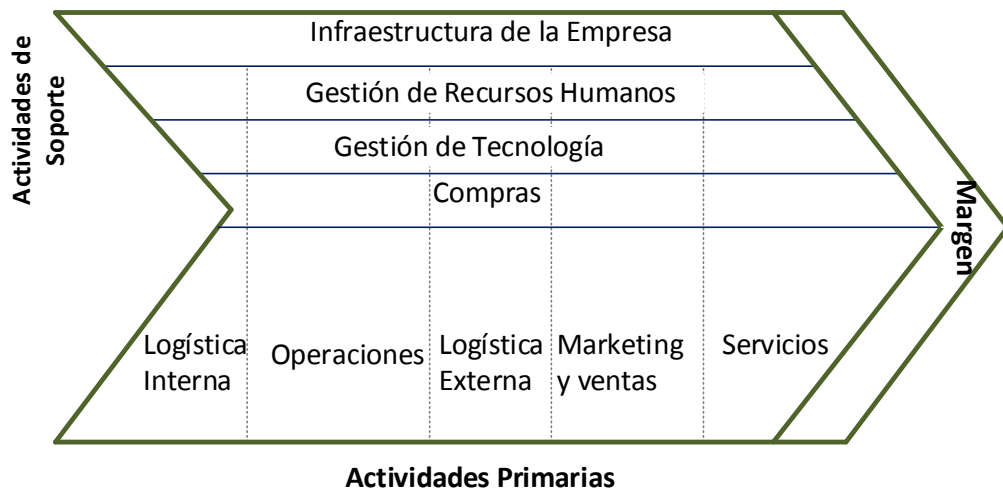 Actividades de
Soporte
Infraestructura de la Empresa
Gestión de Recursos Humanos
Gestión de Tecnología
Compras
Margen
Logística
Interna
Operaciones
Logística
Externa
Marketing
y ventas
Servicios
Actividades Primarias